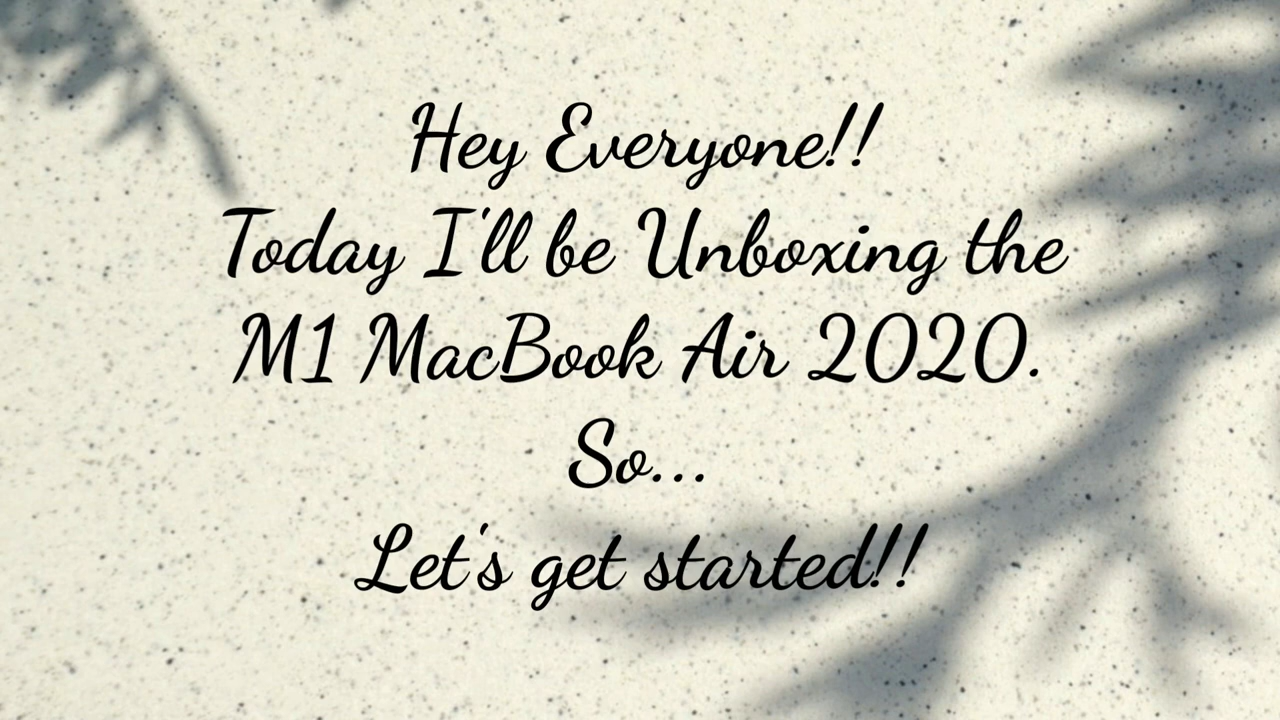 Hey Everyone!!
Today I'll be Unboxing the
M1 MacBook Air 2020.
So...
Let's get started!!